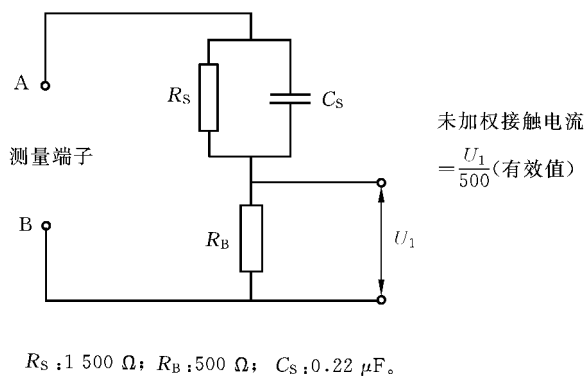 A
R_S
C_S
测量端子
未加权接触电流
=U_1/500(有效值)
B
R_B
U_1
R_S:1 500 Ω; R_B:500 Ω; C_S:0.22 μF。